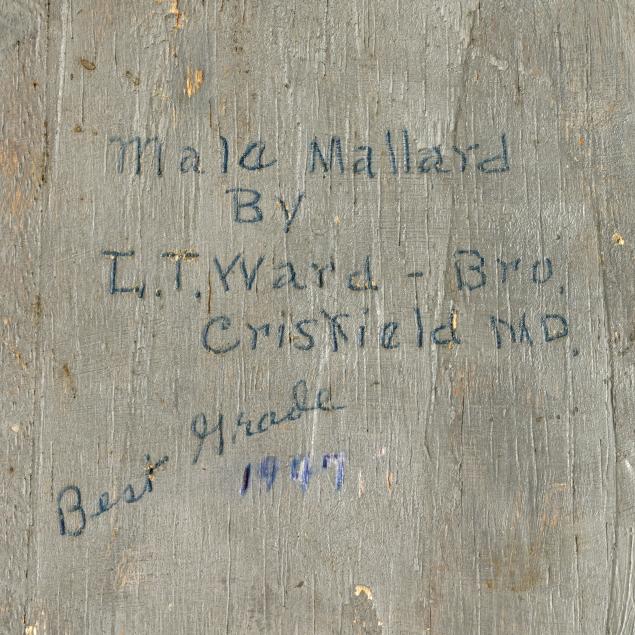 Male Mallard
By
L.T. Ward - Bro.
Crisfield MD.
Best Grade
1947